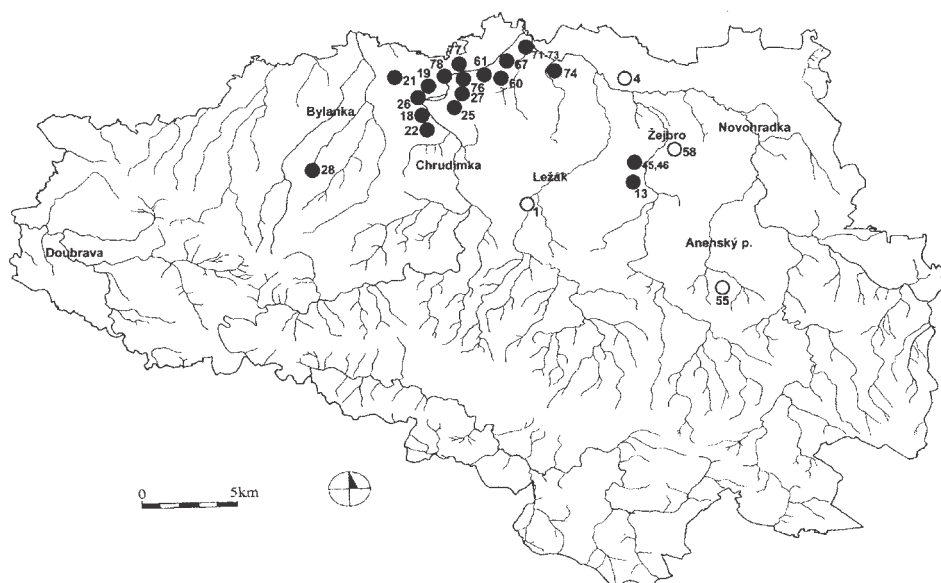 71-73
77
61
67
78
74
4
19
21
76
60
26
27
Bylanka
18
25
Žejbro
Novohradka
22
58
Chrudimka
45,46
28
Ležák
13
1
Doubrava
Anenský p.
55
0 5km